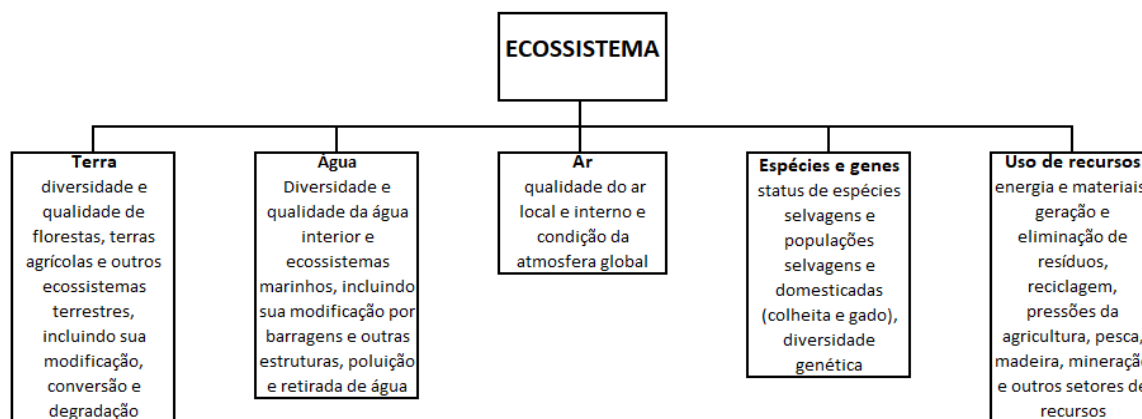 ECOSSISTEMA
Terra
diversidade e
qualidade de
florestas, terras
agrícolas e outros
ecossistemas
terrestres,
incluindo sua
modificação,
conversão e
degradação
Água
Diversidade e
qualidade da água
interior e
ecossistemas
marinhos, incluindo
sua modificação por
barragens e outras
estruturas, poluição
e retirada de água
Ar
qualidade do ar
local e interno e
condição da
atmosfera global
Espécies e genes
status de espécies
selvagens e
populações
selvagens e
domesticadas
(colheita e gado),
diversidade
genética
Uso de recursos
energia e materiais
geração e
eliminação de
resíduos,
reciclagem,
pressões da
agricultura, pesca,
madeira, mineração
e outros setores de
recursos